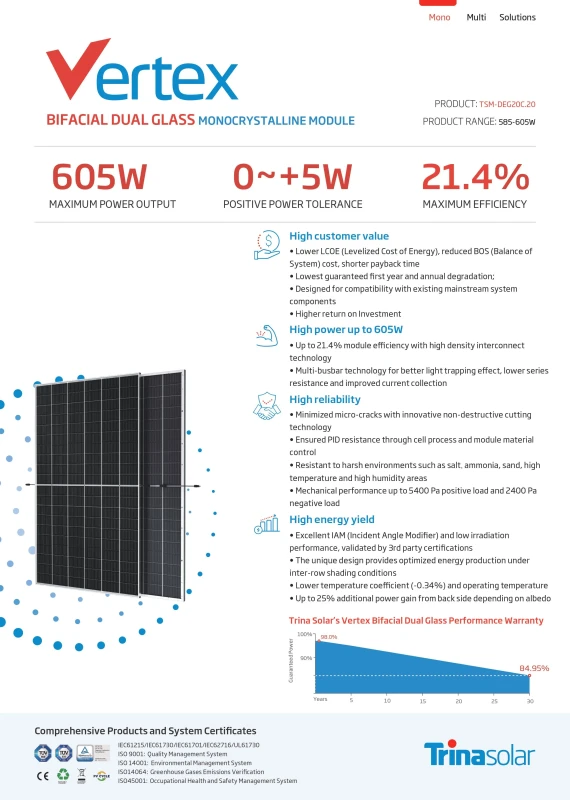 Mono Multi Solutions
Vertex
BIFACIAL DUAL GLASS MONOCRYSTALLINE MODULE
PRODUCT: TSM-DEG20C.20
PRODUCT RANGE: 585-605W
605W
MAXIMUM POWER OUTPUT
0~+5W
POSITIVE POWER TOLERANCE
21.4%
MAXIMUM EFFICIENCY
High customer value
• Lower LCOE (Levelized Cost of Energy), reduced BOS (Balance of
System) cost, shorter payback time
• Lowest guaranteed first year and annual degradation;
• Designed for compatibility with existing mainstream system
components
• Higher return on Investment
High power up to 605W
• Up to 21.4% module efficiency with high density interconnect
technology
• Multi-busbar technology for better light trapping effect, lower series
resistance and improved current collection
High reliability
• Minimized micro-cracks with innovative non-destructive cutting
technology
• Ensured PID resistance through cell process and module material
control
• Resistant to harsh environments such as salt, ammonia, sand, high
temperature and high humidity areas
• Mechanical performance up to 5400 Pa positive load and 2400 Pa
negative load
High energy yield
• Excellent IAM (Incident Angle Modifier) and low irradiation
performance, validated by 3rd party certifications
• The unique design provides optimized energy production under
inter-row shading conditions
• Lower temperature coefficient (-0.34%) and operating temperature
• Up to 25% additional power gain from back side depending on albedo
Trina Solar's Vertex Bifacial Dual Glass Performance Warranty
Guaranteed Power
100%
98.0%
90%
84.95%
Years 5 10 15 20 25 30
Comprehensive Products and System Certificates
IEC61215/IEC61730/IEC61701/IEC62716/UL61730
ISO 9001: Quality Management System
ISO 14001: Environmental Management System
ISO14064: Greenhouse Gases Emissions Verification
ISO45001: Occupational Health and Safety Management System
CE
PV CYCLE
Trinasolar